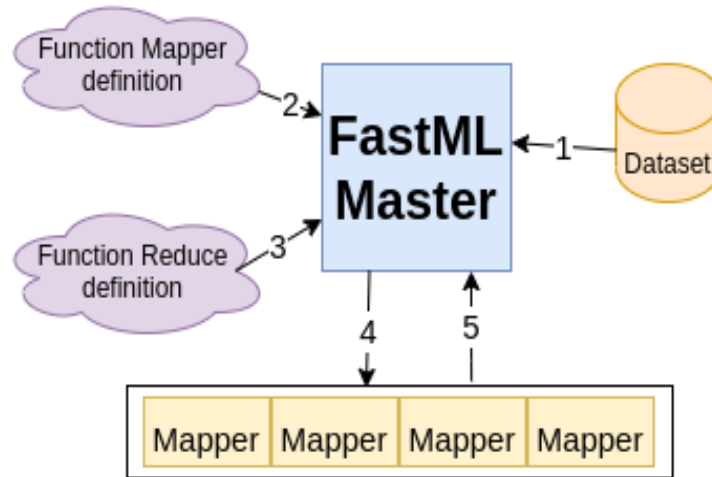 Function Mapper
definition
2
FastML
Master
1
Dataset
Function Reduce
definition
3
4
5
Mapper
Mapper
Mapper
Mapper